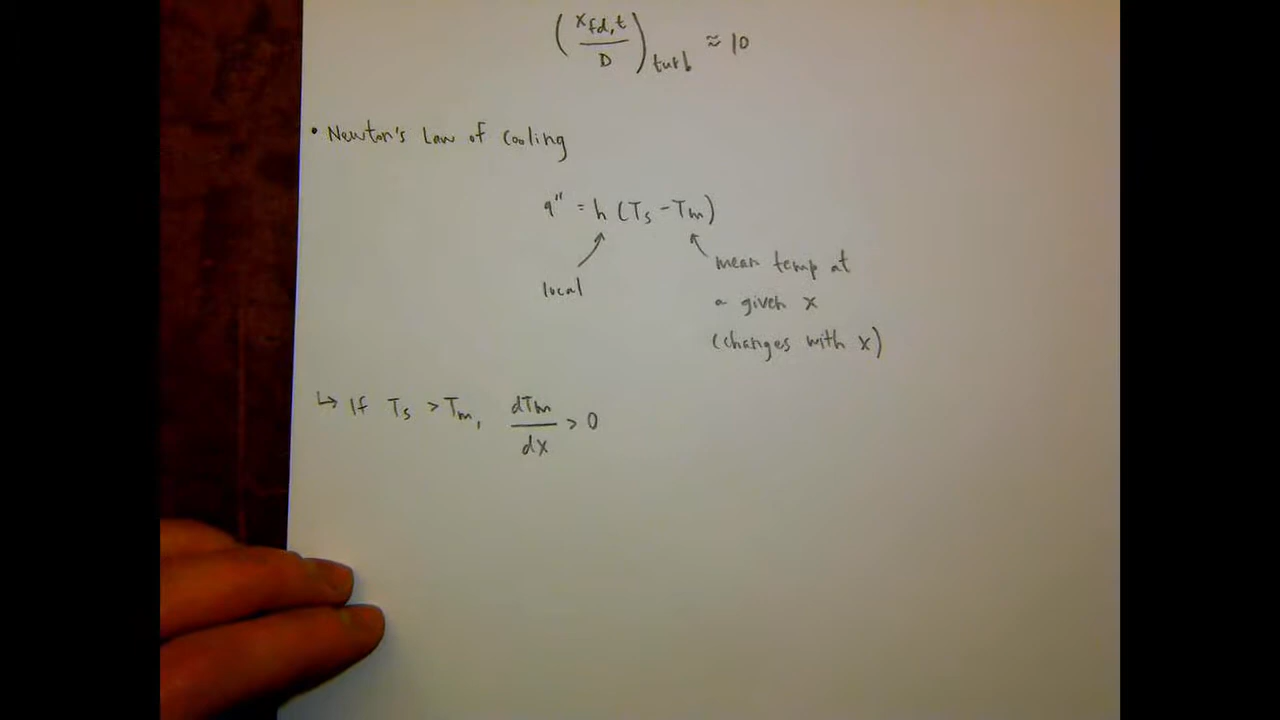 (x_fd,t / D)_turb ≈ 10
• Newton's Law of Cooling
q" = h (Ts - Tm)
local
mean temp at
a given x
(changes with x)
↳ If Ts > Tm, dTm/dx > 0